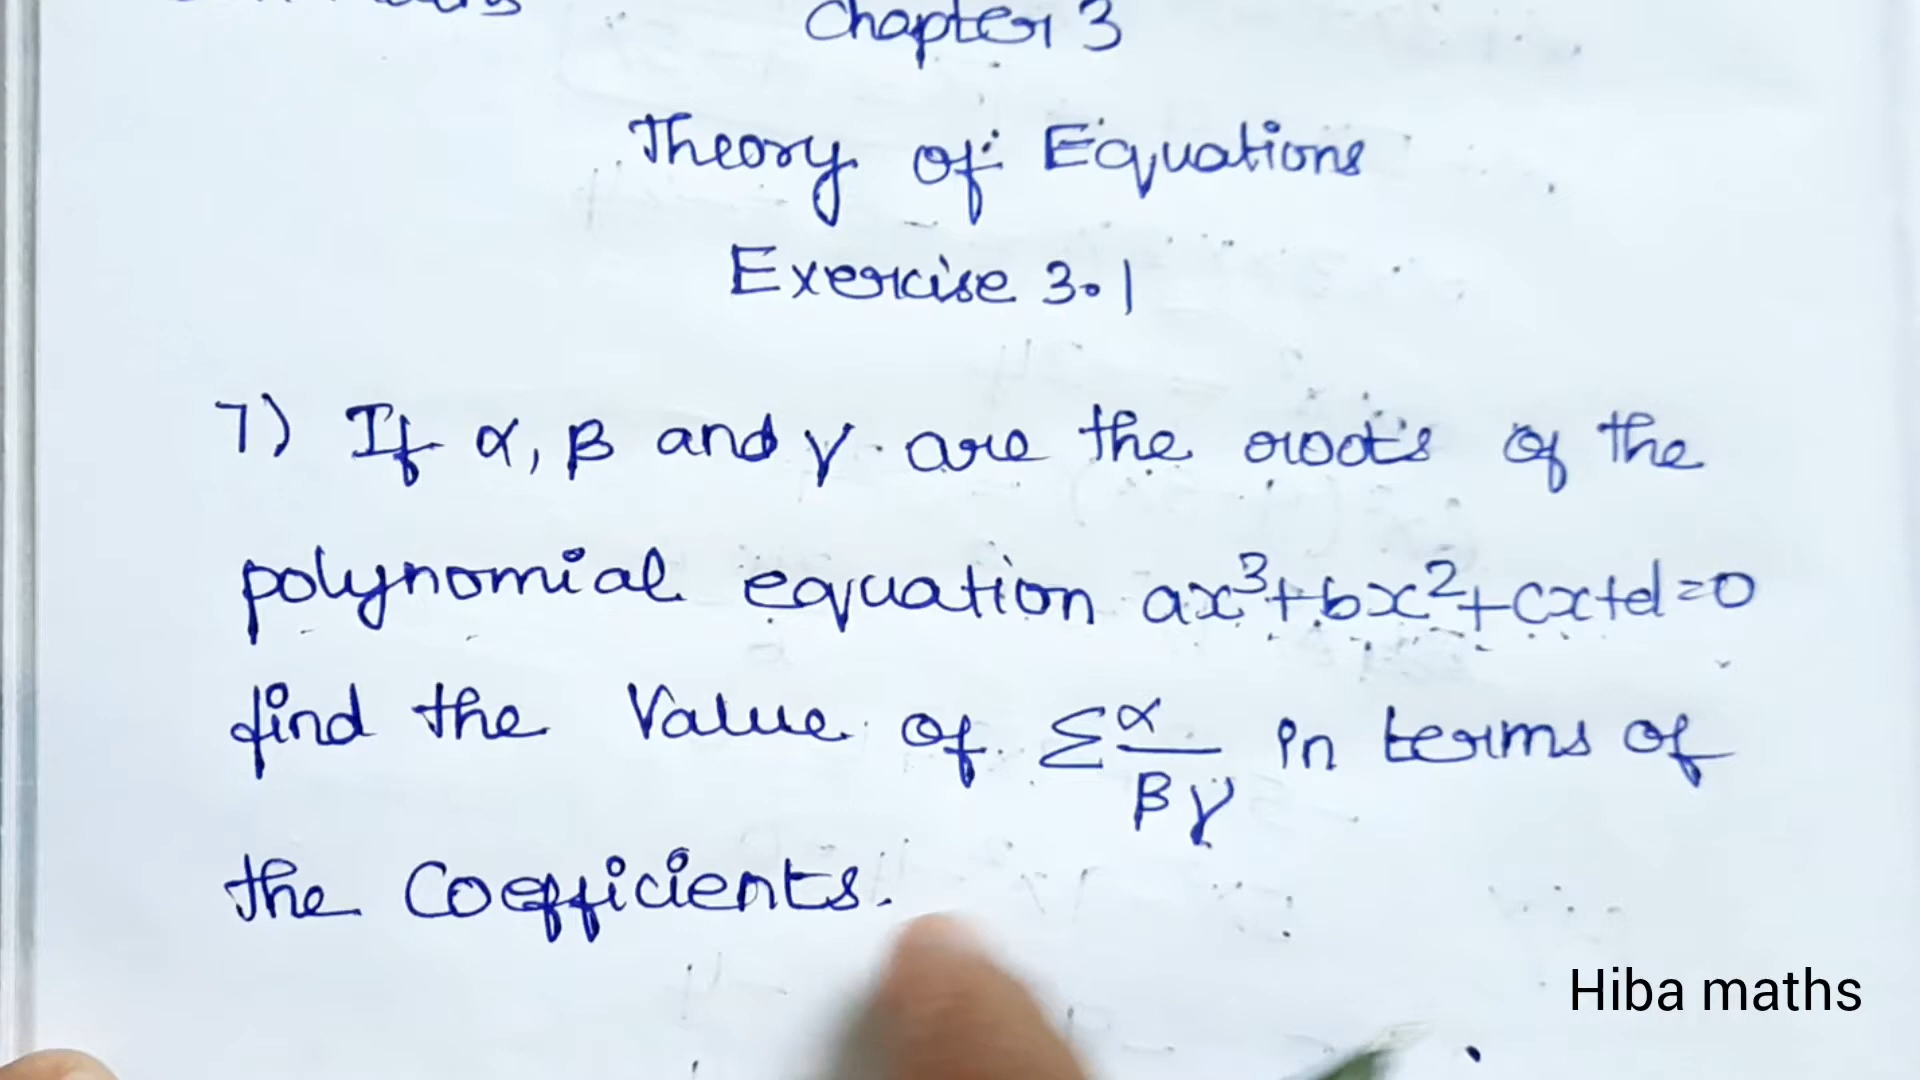 Chapter 3
Theory of Equations
Exercise 3.1
7) If α, β and γ are the roots of the
polynomial equation ax³+bx²+cx+d=0
find the Value of Σ α/βγ in terms of
the Coefficients.
Hiba maths